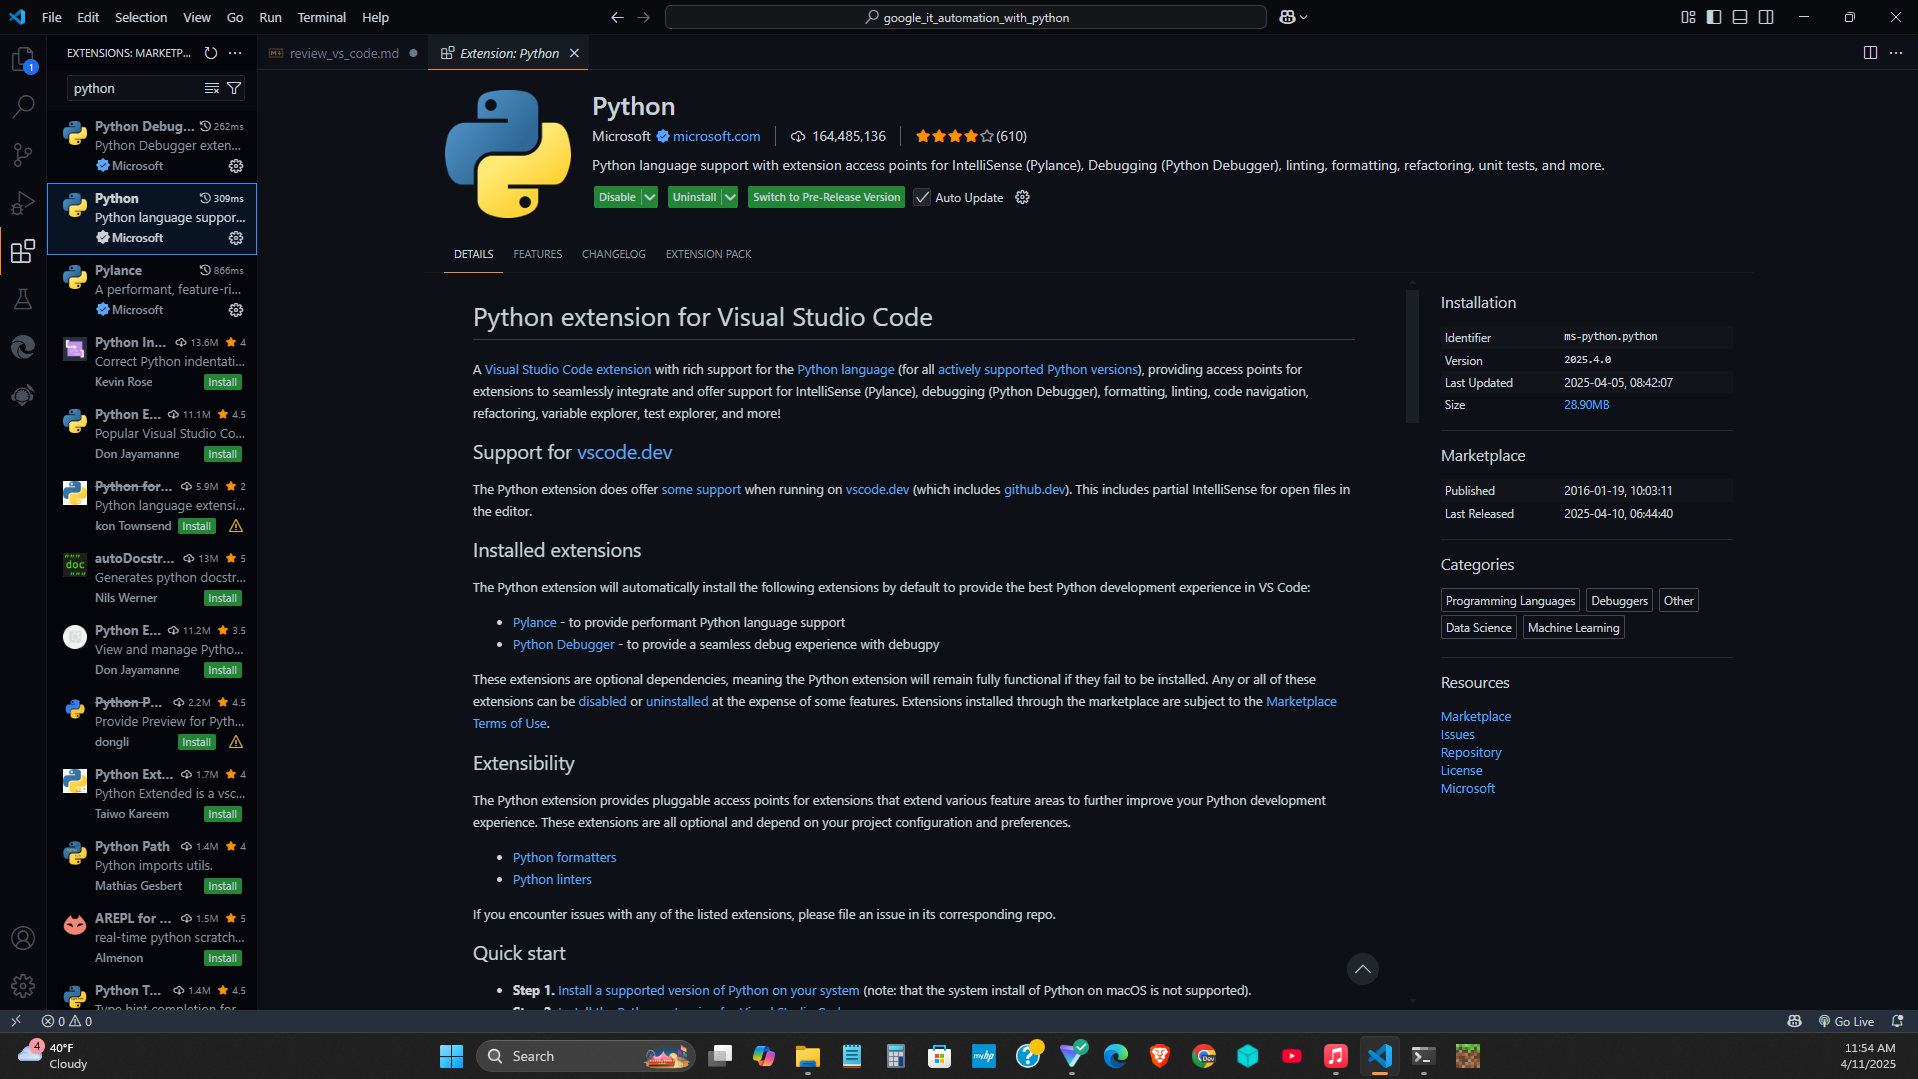 File Edit Selection View Go Run Terminal Help
google_it_automation_with_python
EXTENSIONS: MARKETP...
review_vs_code.md
Extension: Python
1
python
Python Debug... 262ms
Python Debugger exten...
Microsoft
Python 309ms
Python language suppor...
Microsoft
Pylance 866ms
A performant, feature-ri...
Microsoft
Python In... 13.6M 4
Correct Python indentati...
Kevin Rose Install
Python E... 11.1M 4.5
Popular Visual Studio Co...
Don Jayamanne Install
Python for... 5.9M 2
Python language extensi...
kon Townsend Install
autoDocstr... 13M 5
Generates python docstr...
Nils Werner Install
Python E... 11.2M 3.5
View and manage Pytho...
Don Jayamanne Install
Python P... 2.2M 4.5
Provide Preview for Pyth...
dongli Install
Python Ext... 1.7M 4
Python Extended is a vsc...
Taiwo Kareem Install
Python Path 1.4M 4
Python imports utils.
Mathias Gesbert Install
AREPL for ... 1.5M 5
real-time python scratch...
Almenon Install
Python T... 1.4M 4.5
Type hint completion for
Python
Microsoft microsoft.com 164,485,136 (610)
Python language support with extension access points for IntelliSense (Pylance), Debugging (Python Debugger), linting, formatting, refactoring, unit tests, and more.
Disable Uninstall Switch to Pre-Release Version Auto Update
DETAILS FEATURES CHANGELOG EXTENSION PACK
Python extension for Visual Studio Code
A Visual Studio Code extension with rich support for the Python language (for all actively supported Python versions), providing access points for
extensions to seamlessly integrate and offer support for IntelliSense (Pylance), debugging (Python Debugger), formatting, linting, code navigation,
refactoring, variable explorer, test explorer, and more!
Support for vscode.dev
The Python extension does offer some support when running on vscode.dev (which includes github.dev). This includes partial IntelliSense for open files in
the editor.
Installed extensions
The Python extension will automatically install the following extensions by default to provide the best Python development experience in VS Code:
• Pylance - to provide performant Python language support
• Python Debugger - to provide a seamless debug experience with debugpy
These extensions are optional dependencies, meaning the Python extension will remain fully functional if they fail to be installed. Any or all of these
extensions can be disabled or uninstalled at the expense of some features. Extensions installed through the marketplace are subject to the Marketplace
Terms of Use.
Extensibility
The Python extension provides pluggable access points for extensions that extend various feature areas to further improve your Python development
experience. These extensions are all optional and depend on your project configuration and preferences.
• Python formatters
• Python linters
If you encounter issues with any of the listed extensions, please file an issue in its corresponding repo.
Quick start
• Step 1. Install a supported version of Python on your system (note: that the system install of Python on macOS is not supported).
Installation
Identifier ms-python.python
Version 2025.4.0
Last Updated 2025-04-05, 08:42:07
Size 28.90MB
Marketplace
Published 2016-01-19, 10:03:11
Last Released 2025-04-10, 06:44:40
Categories
Programming Languages Debuggers Other
Data Science Machine Learning
Resources
Marketplace
Issues
Repository
License
Microsoft
0 0
Go Live
4
40°F
Cloudy
Search
doc
myhp
Dev
11:54 AM
4/11/2025